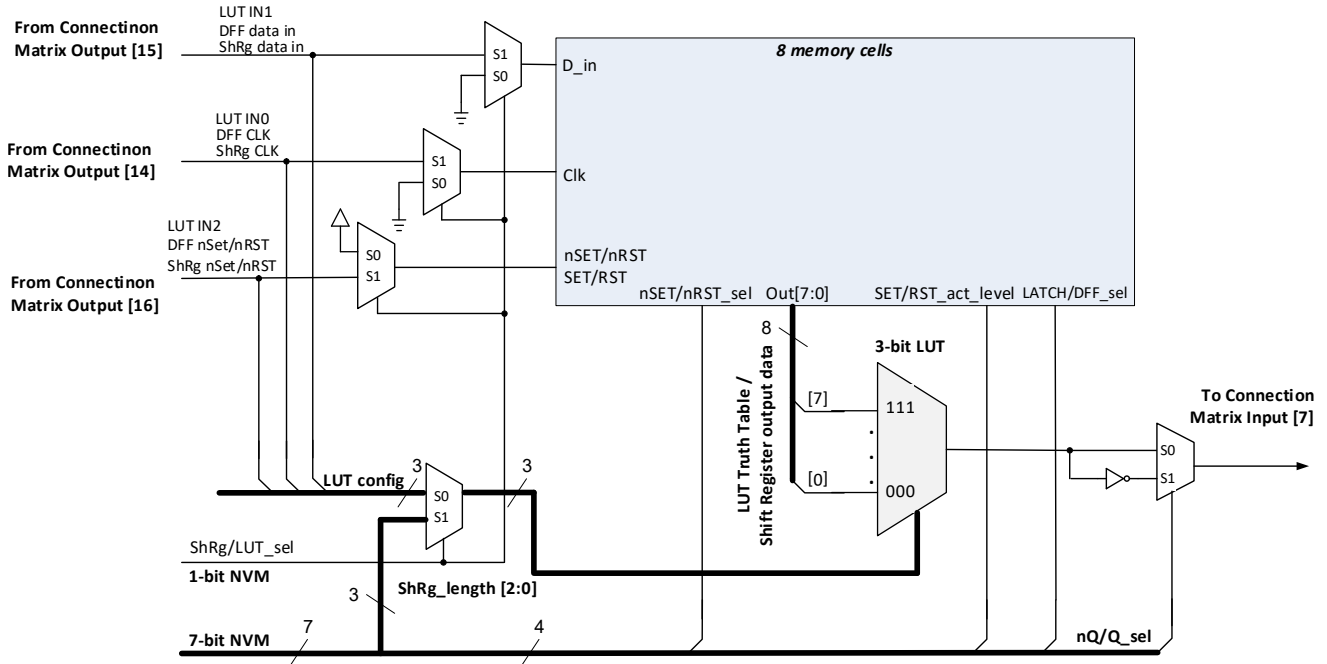 From Connectinon
Matrix Output [15]
LUT IN1
DFF data in
ShRg data in
S1
S0
D_in
8 memory cells
From Connectinon
Matrix Output [14]
LUT IN0
DFF CLK
ShRg CLK
S1
S0
Clk
LUT IN2
DFF nSet/nRST
ShRg nSet/nRST
From Connectinon
Matrix Output [16]
S0
S1
nSET/nRST
SET/RST
nSET/nRST_sel
Out[7:0]
SET/RST_act_level
LATCH/DFF_sel
8
LUT Truth Table /
Shift Register output data
3-bit LUT
[7]
111
[0]
000
To Connection
Matrix Input [7]
S0
S1
LUT config
3
3
S0
S1
ShRg/LUT_sel
1-bit NVM
ShRg_length [2:0]
3
7-bit NVM
7
4
nQ/Q_sel